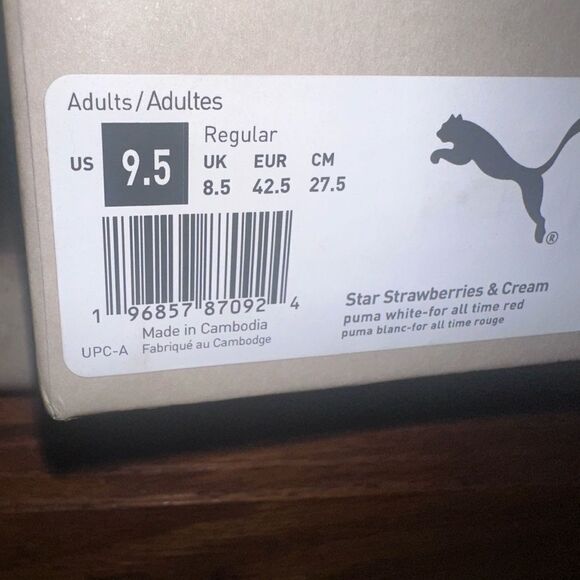 Adults/Adultes
Regular
US 9.5 UK EUR CM
8.5 42.5 27.5
®
1 96857 87092 4
Made in Cambodia
UPC-A Fabriqué au Cambodge
Star Strawberries & Cream
puma white-for all time red
puma blanc-for all time rouge